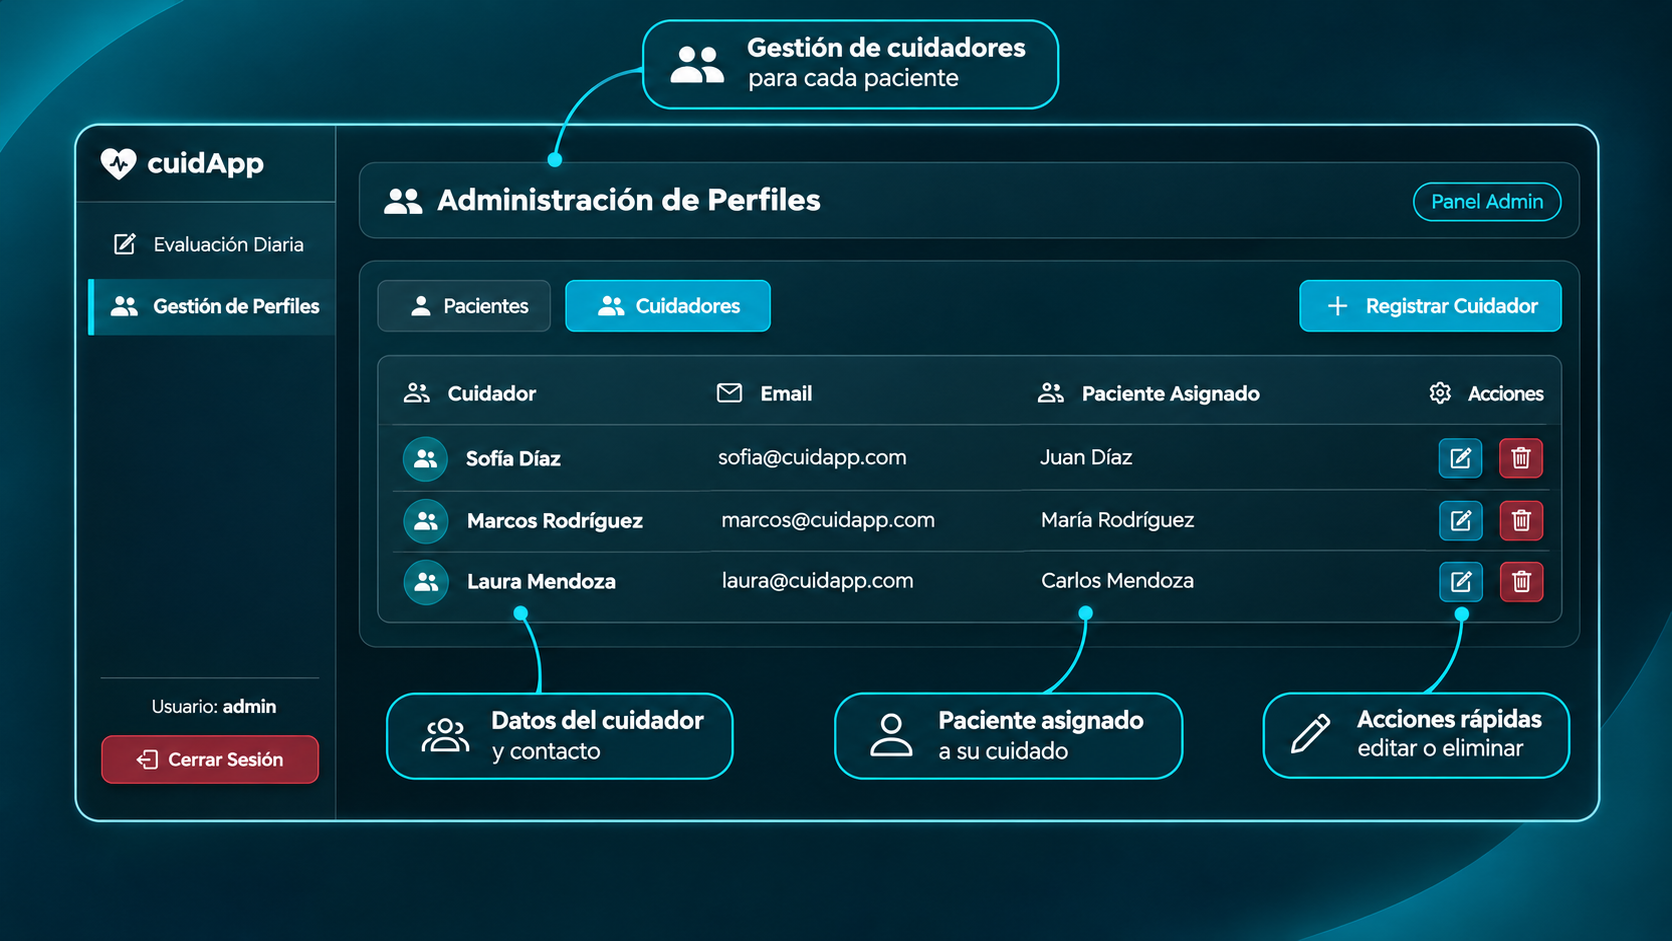 Gestión de cuidadores
para cada paciente
cuidApp
Evaluación Diaria
Gestión de Perfiles
Usuario: admin
Cerrar Sesión
Administración de Perfiles
Panel Admin
Pacientes
Cuidadores
Registrar Cuidador
Cuidador Email Paciente Asignado Acciones
Sofía Díaz sofia@cuidapp.com Juan Díaz
Marcos Rodríguez marcos@cuidapp.com María Rodríguez
Laura Mendoza laura@cuidapp.com Carlos Mendoza
Datos del cuidador
y contacto
Paciente asignado
a su cuidado
Acciones rápidas
editar o eliminar